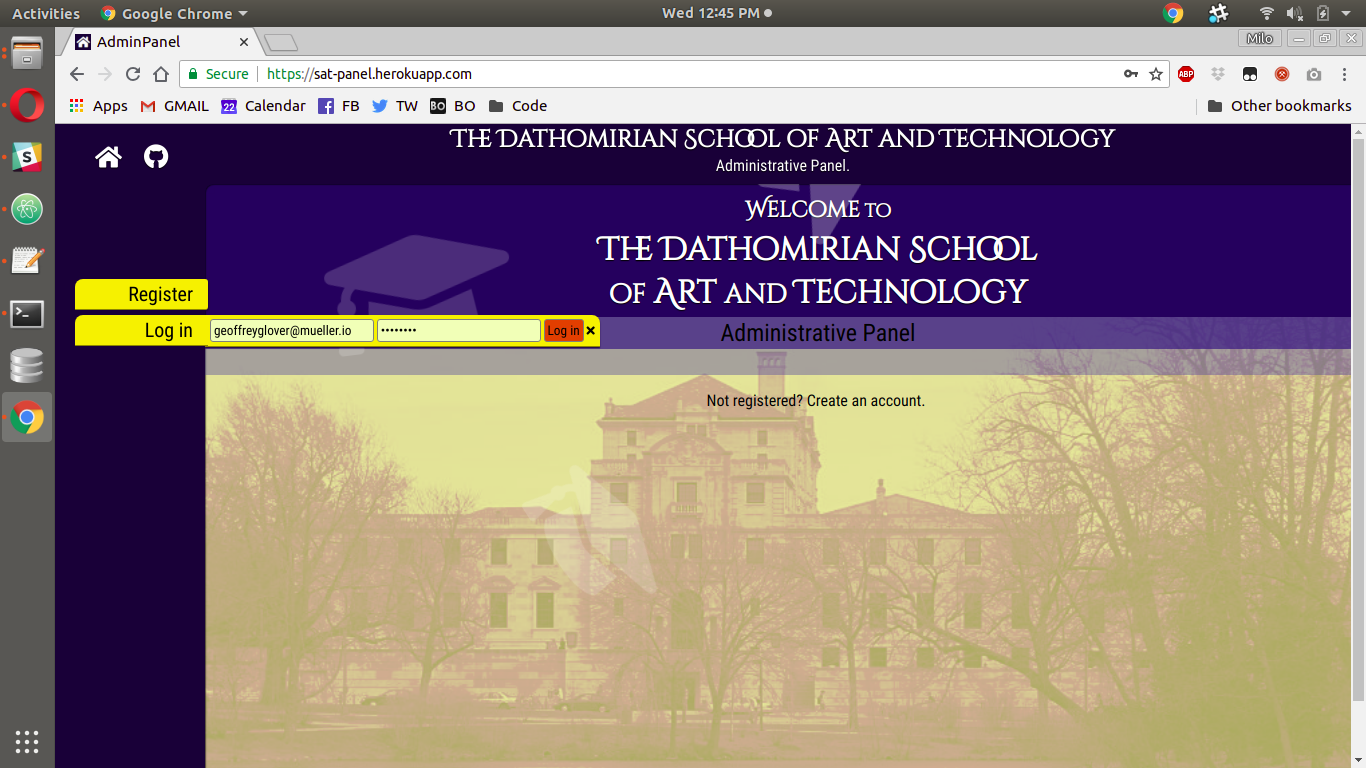 Activities Google Chrome Wed 12:45 PM
AdminPanel Milo
Secure https://sat-panel.herokuapp.com ABP
Apps GMAIL 22 Calendar FB TW BO BO Code Other bookmarks
The Dathomirian School of Art and Technology
Administrative Panel.
Welcome to
The Dathomirian School
of Art and Technology
Register
Log in geoffreyglover@mueller.io •••••••• Log in ×
Administrative Panel
Not registered? Create an account.